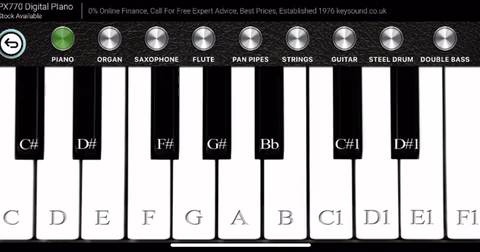 PX770 Digital Piano
Stock Available
0% Online Finance, Call For Free Expert Advice, Best Prices, Established 1976 keysound.co.uk
PIANO ORGAN SAXOPHONE FLUTE PAN PIPES STRINGS GUITAR STEEL DRUM DOUBLE BASS
C# D# F# G# Bb C#1 D#1
C D E F G A B C1 D1 E1 F1